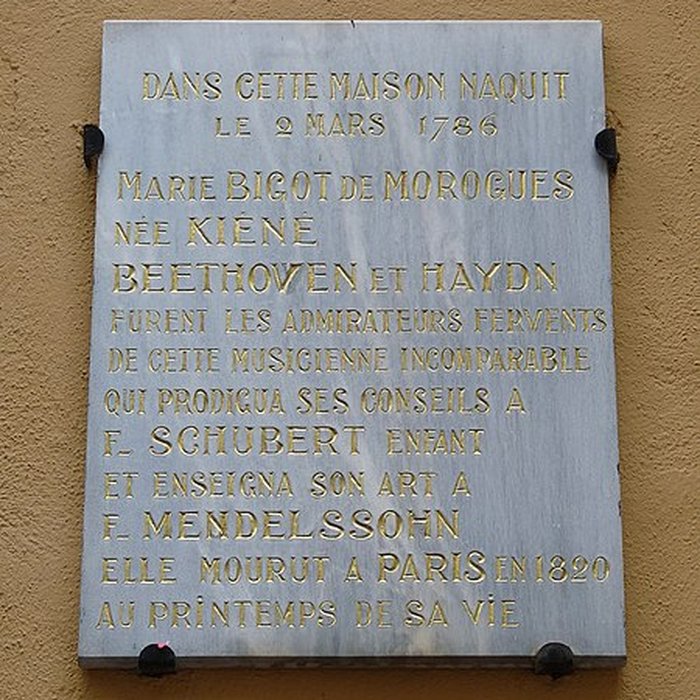 DANS CETTE MAISON NAQUIT
LE 2 MARS 1786
MARIE BIGOT DE MOROGUES
NÉE KIÉNÉ
BEETHOVEN ET HAYDN
FURENT LES ADMIRATEURS FERVENTS
DE CETTE MUSICIENNE INCOMPARABLE
QUI PRODIGUA SES CONSEILS A
F. SCHUBERT ENFANT
ET ENSEIGNA SON ART A
F. MENDELSSOHN
ELLE MOURUT A PARIS EN 1820
AU PRINTEMPS DE SA VIE